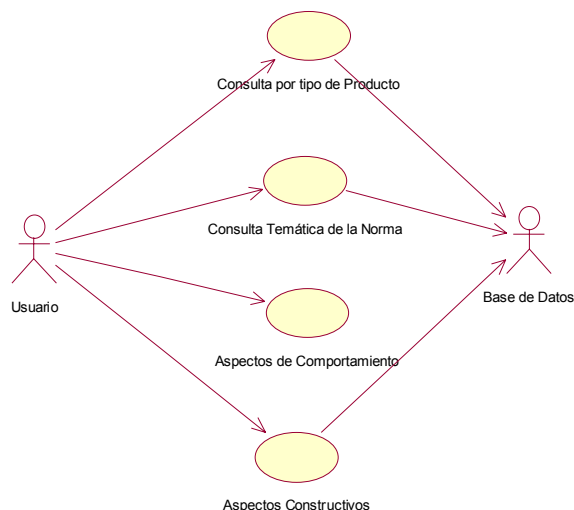 Consulta por tipo de Producto
Consulta Temática de la Norma
Usuario
Base de Datos
Aspectos de Comportamiento
Aspectos Constructivos